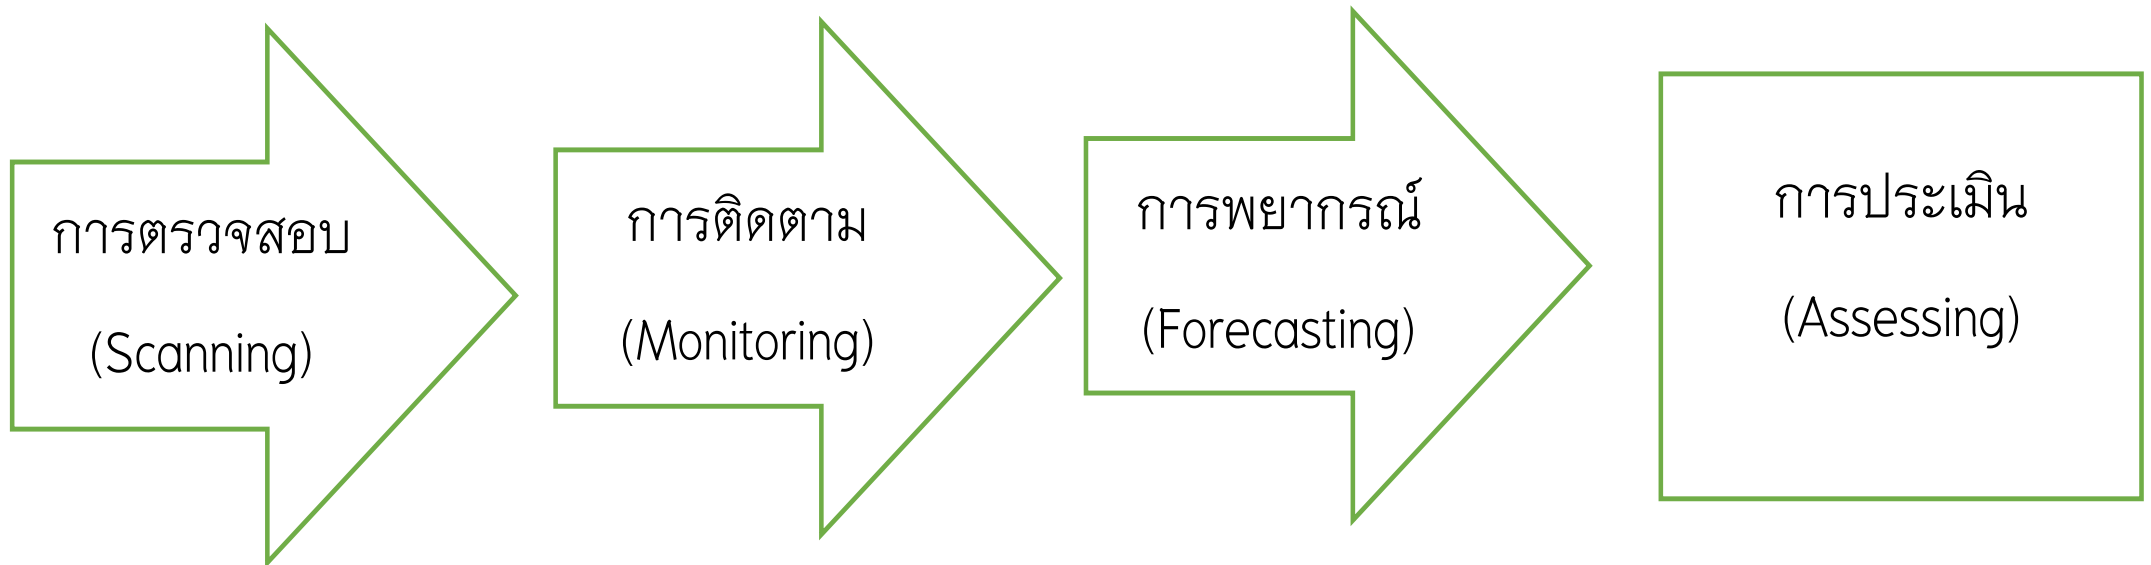 การตรวจสอบ
(Scanning)
การติดตาม
(Monitoring)
การพยากรณ์
(Forecasting)
การประเมิน
(Assessing)